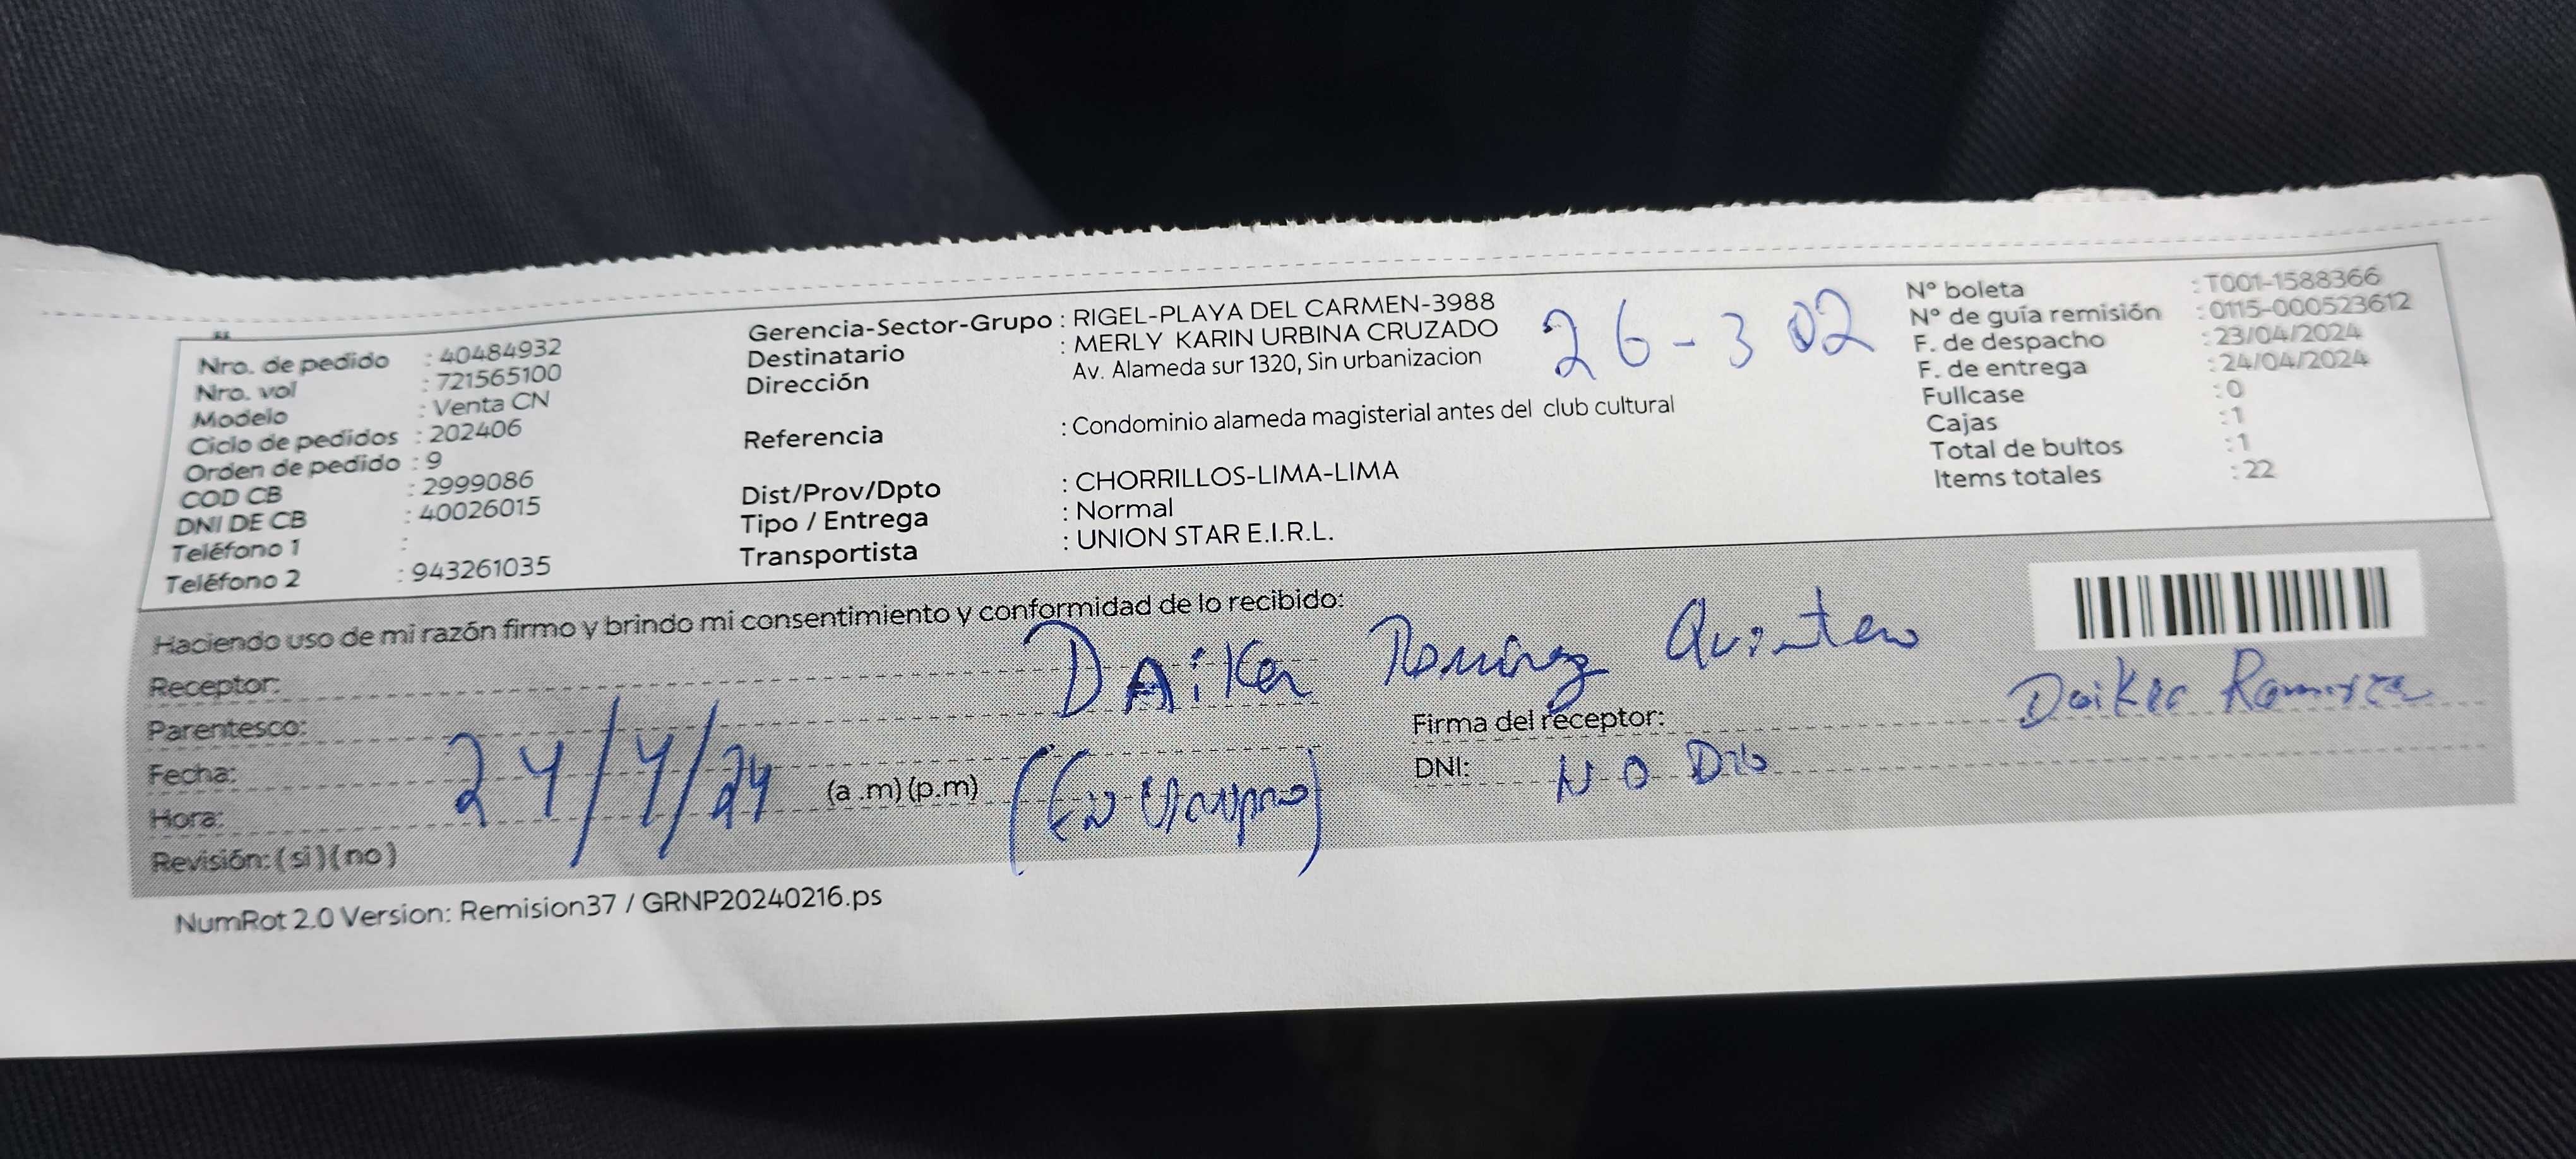 Nro. de pedido : 40484932
Nro. vol : 721565100
Modelo : Venta CN
Ciclo de pedidos : 202406
Orden de pedido : 9
COD CB : 2999086
DNI DE CB : 40026015
Teléfono 1 :
Teléfono 2 : 943261035
Gerencia-Sector-Grupo : RIGEL-PLAYA DEL CARMEN-3988
Destinatario : MERLY KARIN URBINA CRUZADO
Dirección Av. Alameda sur 1320, Sin urbanizacion
26-302
Referencia : Condominio alameda magisterial antes del club cultural
Dist/Prov/Dpto : CHORRILLOS-LIMA-LIMA
Tipo / Entrega : Normal
Transportista : UNION STAR E.I.R.L.
N° boleta : T001-1588366
N° de guía remisión : 0115-000523612
F. de despacho : 23/04/2024
F. de entrega : 24/04/2024
Fullcase : 0
Cajas : 1
Total de bultos : 1
Items totales : 22
Haciendo uso de mi razón firmo y brindo mi consentimiento y conformidad de lo recibido:
Receptor: Daiker Ramirez Quintero
Parentesco:
Fecha: 24/4/24
Hora: (a .m) (p.m)
Revisión: ( si ) ( no )
Firma del receptor: Daiker Ramirez
DNI: NO DIO
NumRot 2.0 Version: Remision37 / GRNP20240216.ps